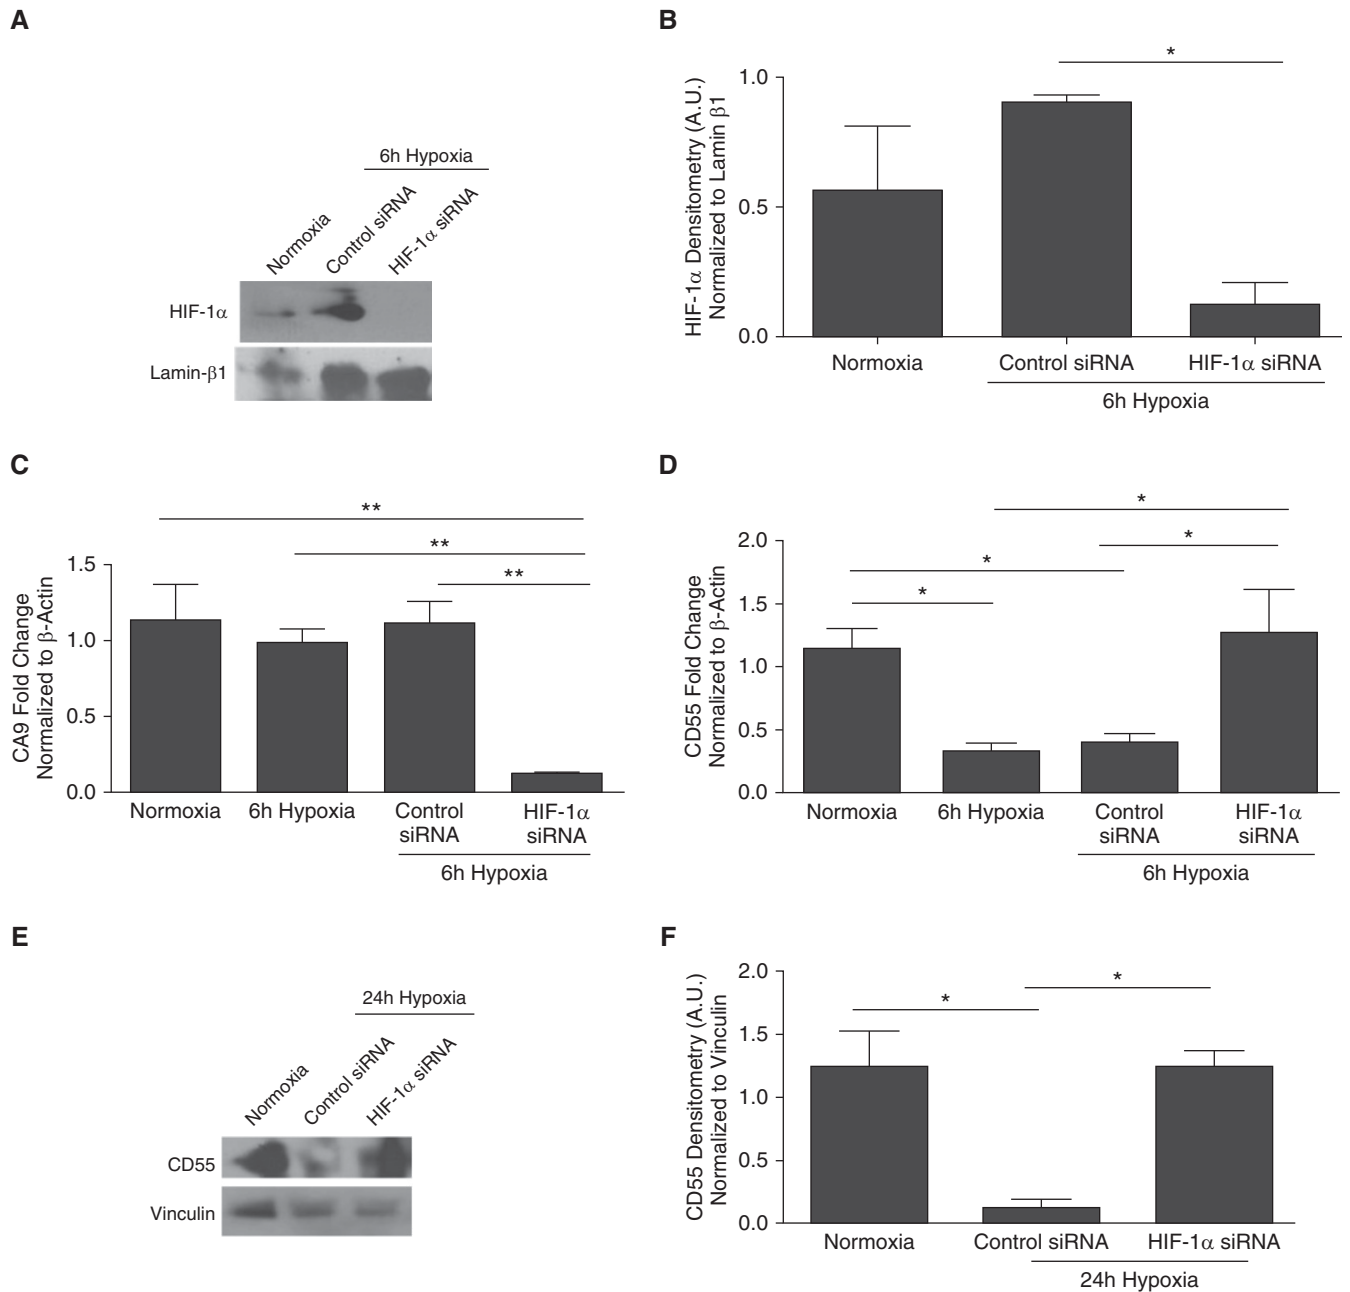 A
6h Hypoxia
Normoxia
Control siRNA
HIF-1α siRNA
HIF-1α
Lamin-β1
B
*
HIF-1α Densitometry (A.U.)
Normalized to Lamin β1
1.0
0.5
0.0
Normoxia
Control siRNA
HIF-1α siRNA
6h Hypoxia
C
**
**
**
CA9 Fold Change
Normalized to β-Actin
1.5
1.0
0.5
0.0
Normoxia
6h Hypoxia
Control
siRNA
HIF-1α
siRNA
6h Hypoxia
D
*
*
*
*
CD55 Fold Change
Normalized to β-Actin
2.0
1.5
1.0
0.5
0.0
Normoxia
6h Hypoxia
Control
siRNA
HIF-1α
siRNA
6h Hypoxia
E
24h Hypoxia
Normoxia
Control siRNA
HIF-1α siRNA
CD55
Vinculin
F
*
*
CD55 Densitometry (A.U.)
Normalized to Vinculin
2.0
1.5
1.0
0.5
0.0
Normoxia
Control siRNA
HIF-1α siRNA
24h Hypoxia